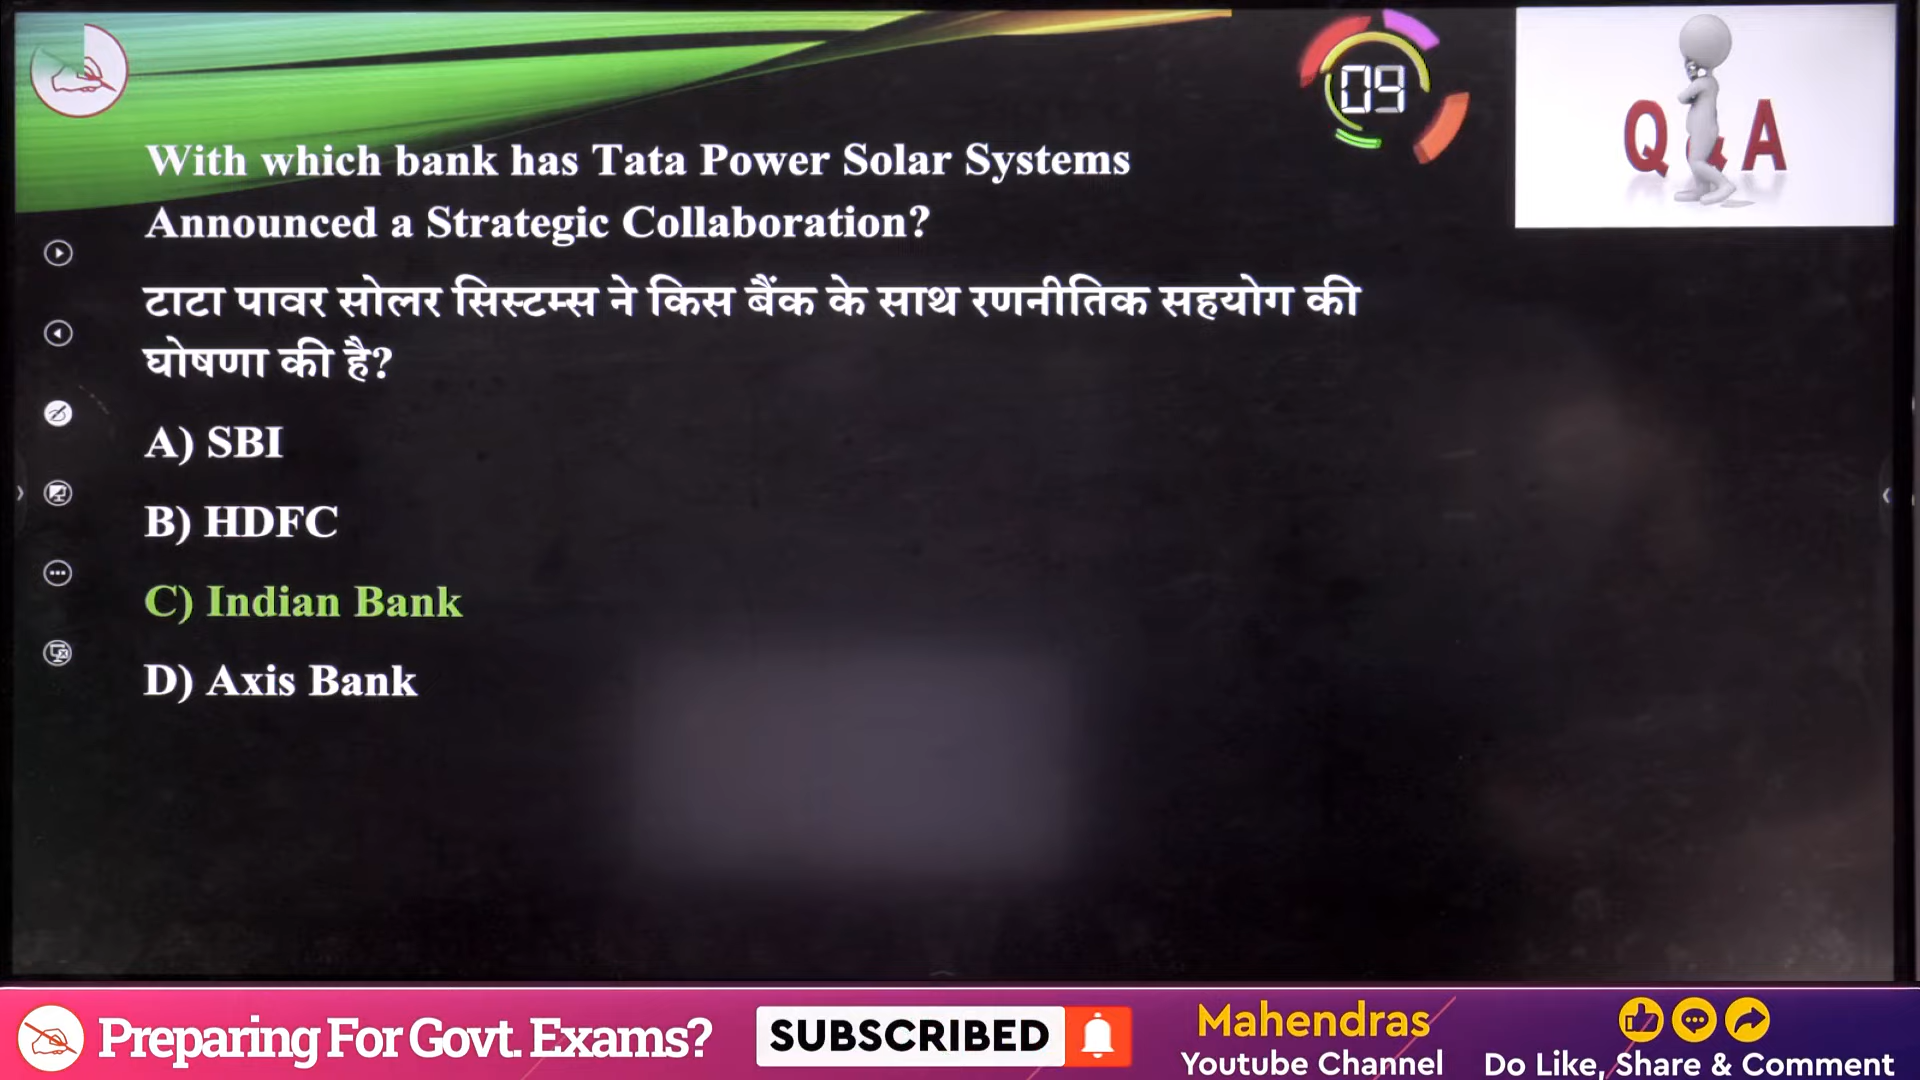 09
Q & A
With which bank has Tata Power Solar Systems
Announced a Strategic Collaboration?
टाटा पावर सोलर सिस्टम्स ने किस बैंक के साथ रणनीतिक सहयोग की
घोषणा की है?
A) SBI
B) HDFC
C) Indian Bank
D) Axis Bank
Preparing For Govt. Exams?
SUBSCRIBED
Mahendras
Youtube Channel
Do Like, Share & Comment